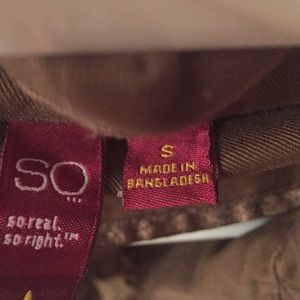 SO
...
so.real.
so.right.™
S
MADE IN
BANGLADESH